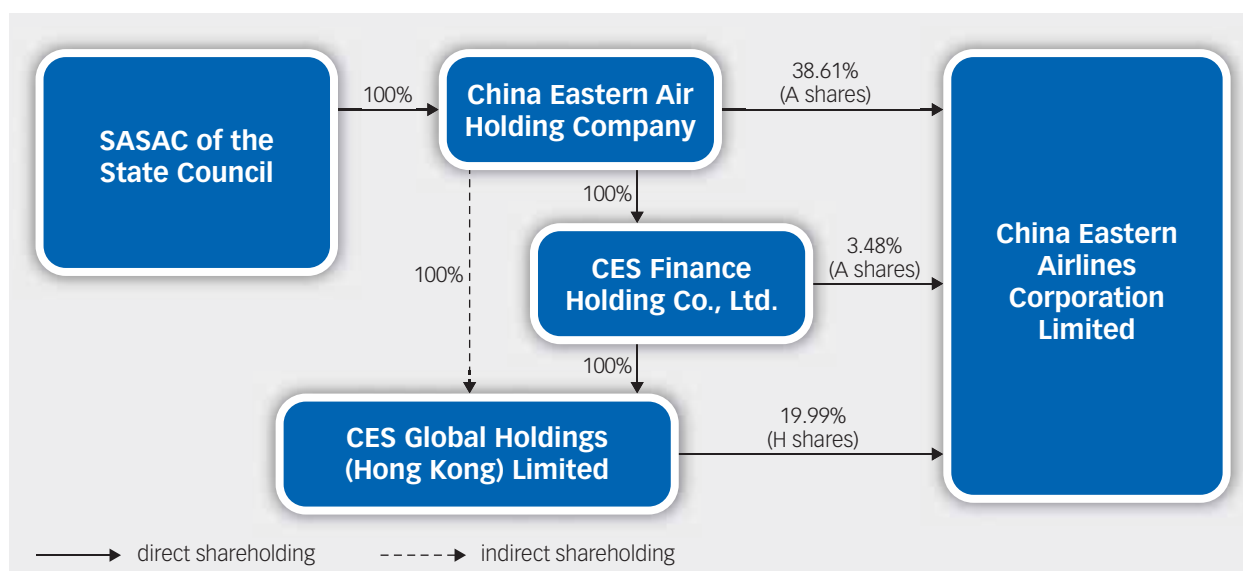 SASAC of the
State Council
100%
China Eastern Air
Holding Company
38.61%
(A shares)
100%
100%
CES Finance
Holding Co., Ltd.
3.48%
(A shares)
China Eastern
Airlines
Corporation
Limited
100%
CES Global Holdings
(Hong Kong) Limited
19.99%
(H shares)
direct shareholding
indirect shareholding